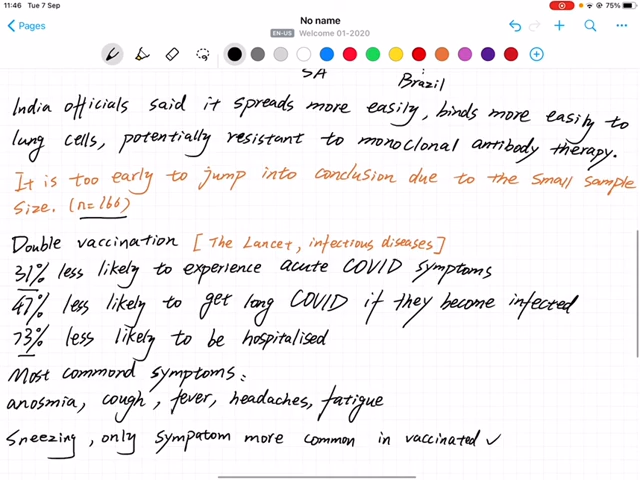 11:46 Tue 7 Sep
75%
No name
Pages
EN-US Welcome 01-2020
SA
Brazil
India officials said it spreads more easily, binds more easily to
lung cells, potentially resistant to monoclonal antibody therapy.
It is too early to jump into conclusion due to the small sample
size. (n=166)
Double vaccination [The Lancet, infectious diseases]
31% less likely to experience acute COVID symptoms
47% less likely to get long COVID if they become infected
73% less likely to be hospitalised
Most commond symptoms:
anosmia, cough, fever, headaches, fatigue
Sneezing, only sympatom more common in vaccinated ✓